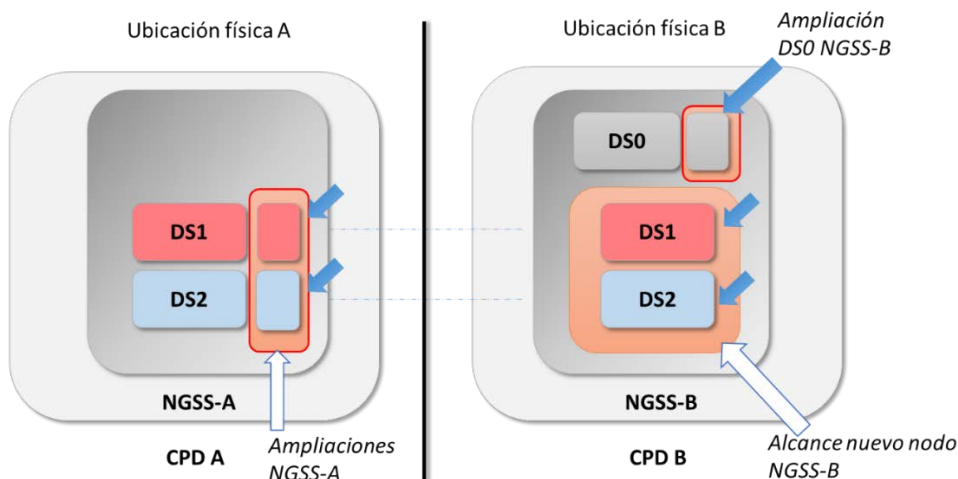 Ubicación física A
DS1
DS2
NGSS-A
CPD A
Ampliaciones
NGSS-A
Ubicación física B
Ampliación
DS0 NGSS-B
DS0
DS1
DS2
NGSS-B
CPD B
Alcance nuevo nodo
NGSS-B